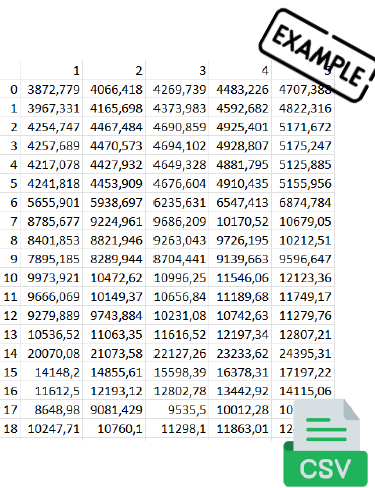 EXAMPLE
1 2 3 4 5
0 3872,779 4066,418 4269,739 4483,226 4707,388
1 3967,331 4165,698 4373,983 4592,682 4822,316
2 4254,747 4467,484 4690,859 4925,401 5171,672
3 4257,689 4470,573 4694,102 4928,807 5175,247
4 4217,078 4427,932 4649,328 4881,795 5125,885
5 4241,818 4453,909 4676,604 4910,435 5155,956
6 5655,901 5938,697 6235,631 6547,413 6874,784
7 8785,677 9224,961 9686,209 10170,52 10679,05
8 8401,853 8821,946 9263,043 9726,195 10212,51
9 7895,185 8289,944 8704,441 9139,663 9596,647
10 9973,921 10472,62 10996,25 11546,06 12123,36
11 9666,069 10149,37 10656,84 11189,68 11749,17
12 9279,889 9743,884 10231,08 10742,63 11279,76
13 10536,52 11063,35 11616,52 12197,34 12807,21
14 20070,08 21073,58 22127,26 23233,62 24395,31
15 14148,2 14855,61 15598,39 16378,31 17197,22
16 11612,5 12193,12 12802,78 13442,92 14115,06
17 8648,98 9081,429 9535,5 10012,28
18 10247,71 10760,1 11298,1 11863,01
CSV